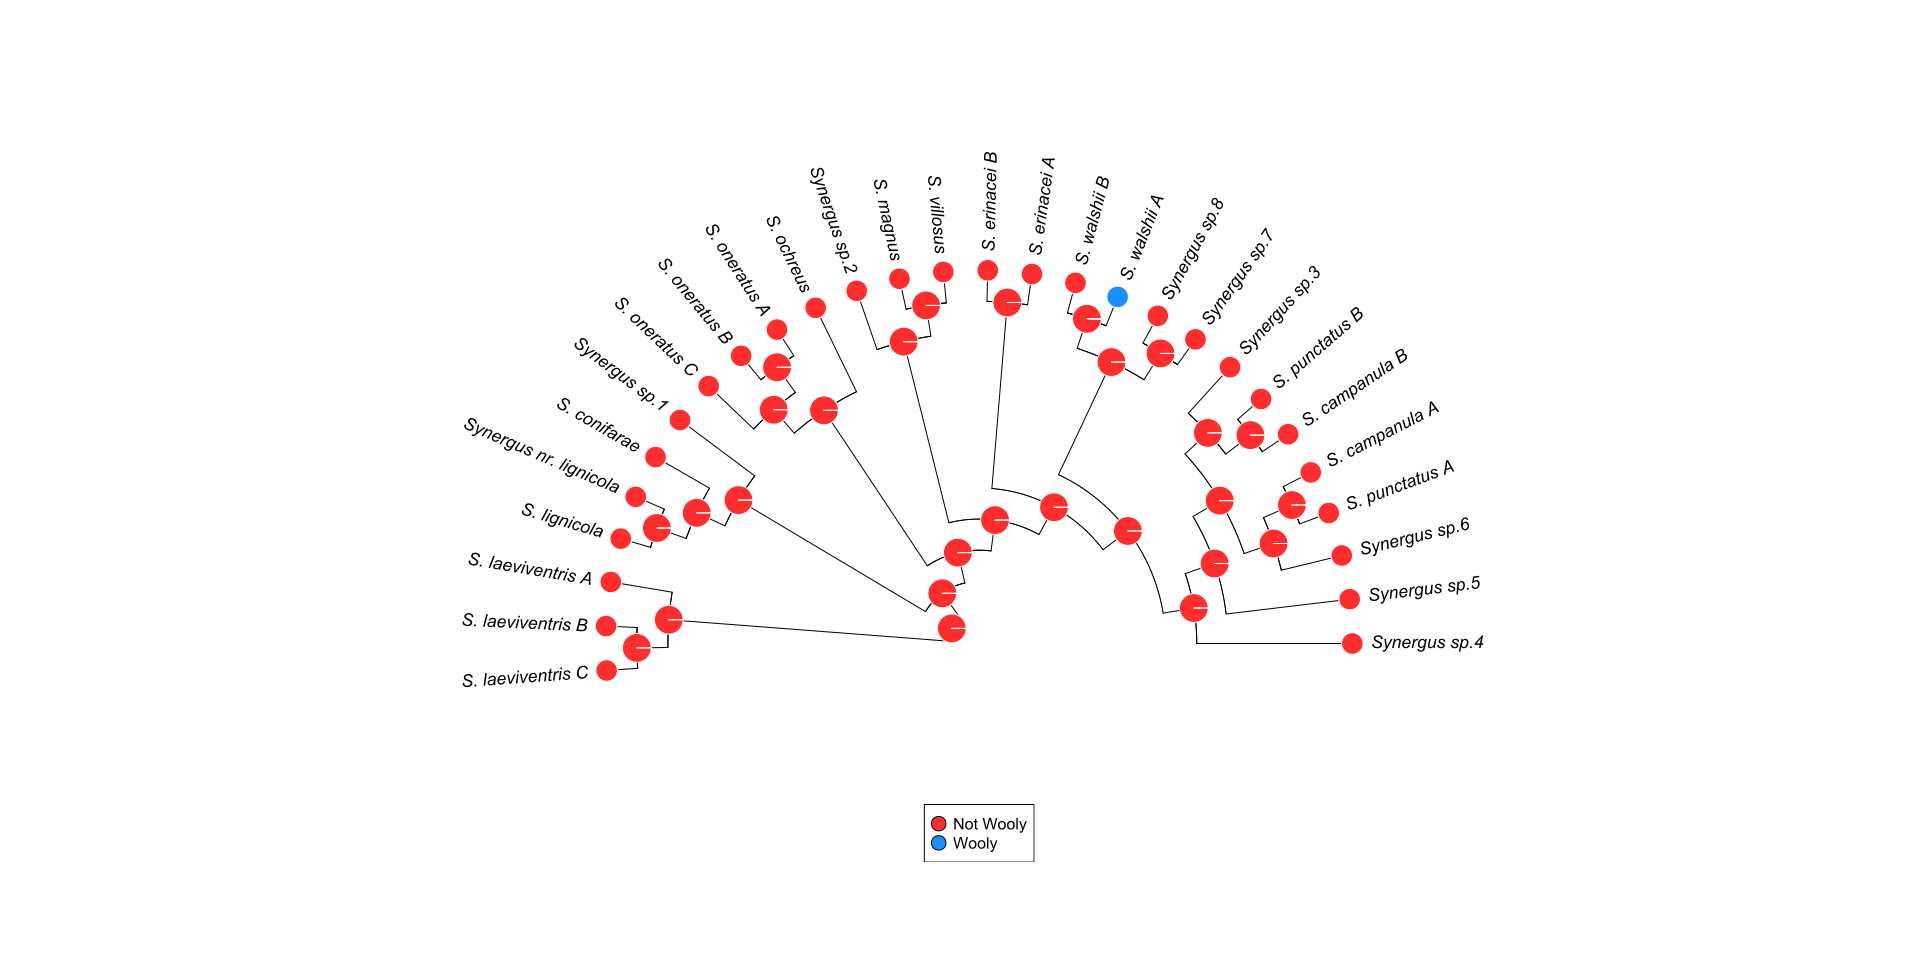 S. laeviventris C
S. laeviventris B
S. laeviventris A
S. lignicola
Synergus nr. lignicola
S. conifarae
Synergus sp.1
S. oneratus C
S. oneratus B
S. oneratus A
S. ochreus
Synergus sp.2
S. magnus
S. villosus
S. erinacei B
S. erinacei A
S. walshii B
S. walshii A
Synergus sp.8
Synergus sp.7
Synergus sp.3
S. punctatus B
S. campanula B
S. campanula A
S. punctatus A
Synergus sp.6
Synergus sp.5
Synergus sp.4
Not Wooly
Wooly